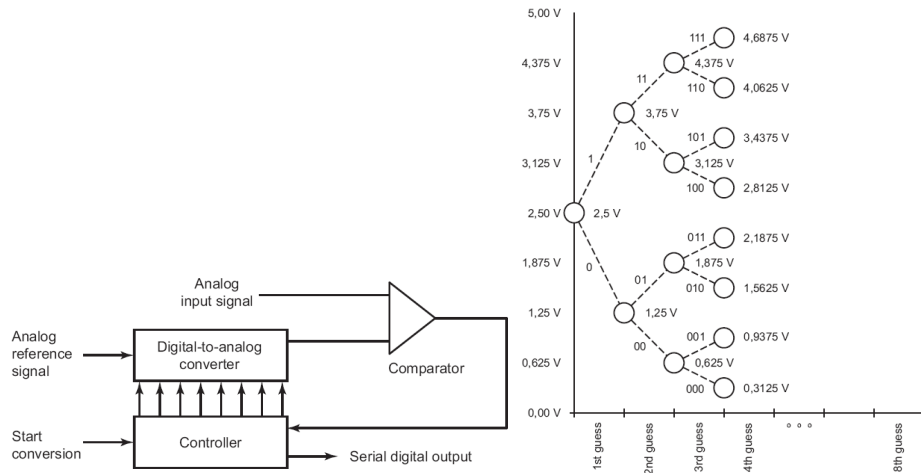 Analog
input signal
Analog
reference
signal
Digital-to-analog
converter
Comparator
Start
conversion
Controller
Serial digital output
5,00 V
4,375 V
3,75 V
3,125 V
2,50 V
1,875 V
1,25 V
0,625 V
0,00 V
111
4,6875 V
11
4,375 V
110
4,0625 V
3,75 V
1
10
101
3,4375 V
3,125 V
100
2,8125 V
2,5 V
0
011
2,1875 V
01
1,875 V
010
1,5625 V
1,25 V
00
001
0,9375 V
0,625 V
000
0,3125 V
1st guess
2nd guess
3rd guess
4th guess
8th guess